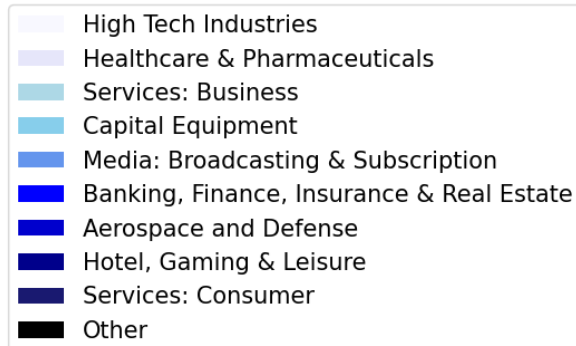 High Tech Industries
Healthcare & Pharmaceuticals
Services: Business
Capital Equipment
Media: Broadcasting & Subscription
Banking, Finance, Insurance & Real Estate
Aerospace and Defense
Hotel, Gaming & Leisure
Services: Consumer
Other